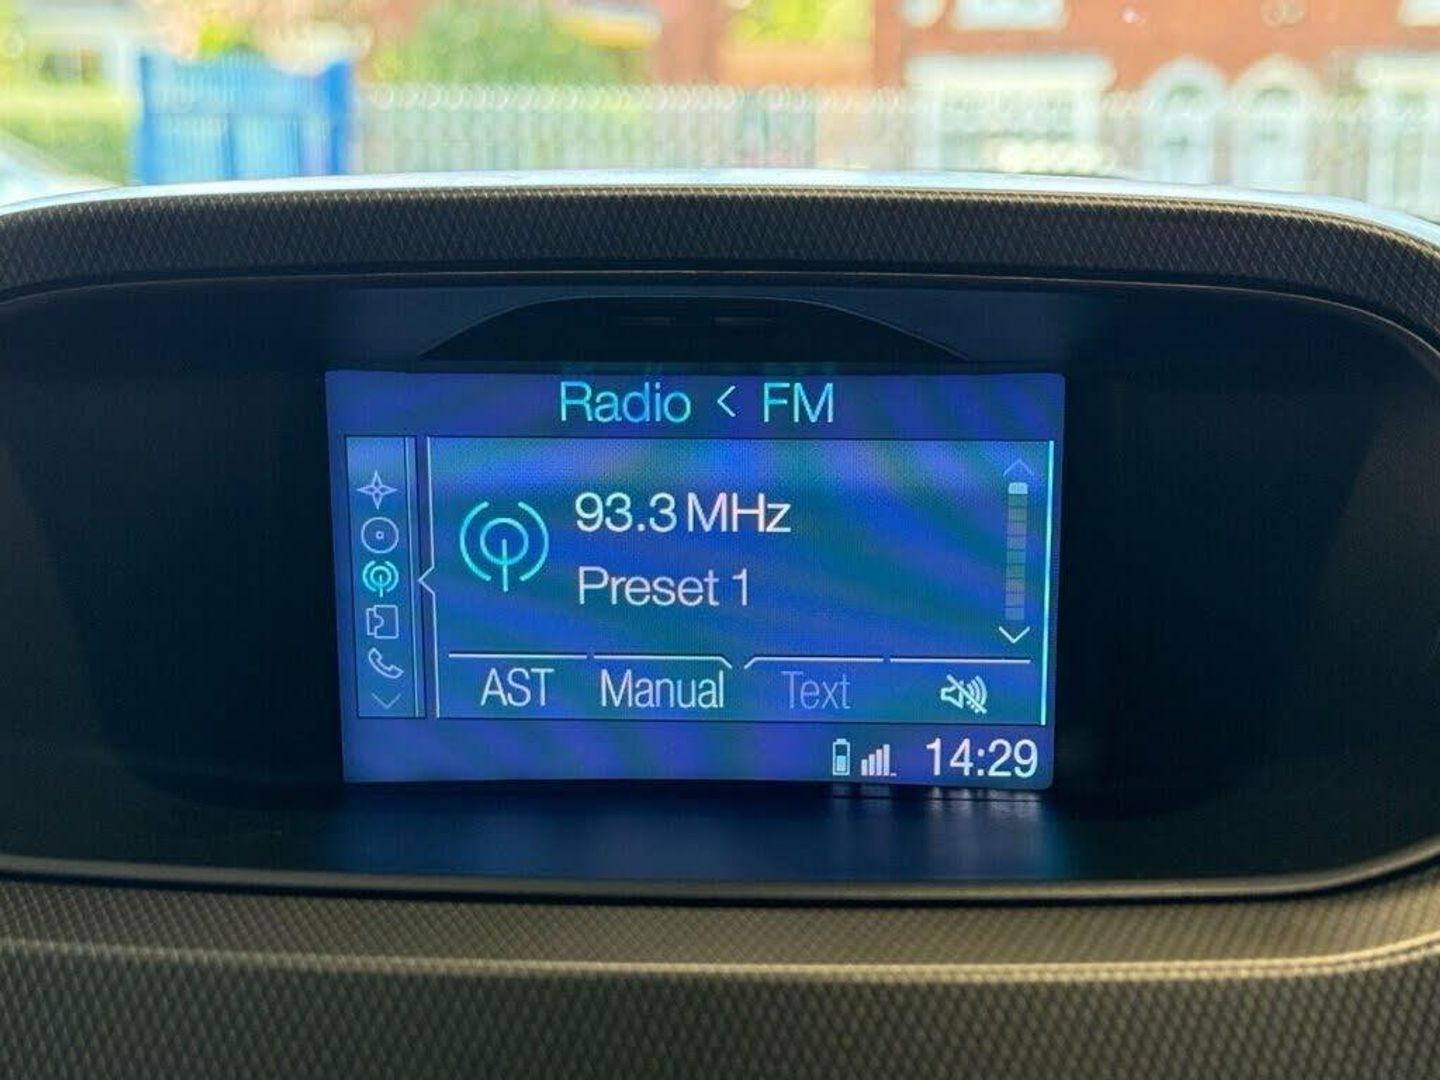 Radio < FM
93.3 MHz
Preset 1
AST Manual Text
14:29